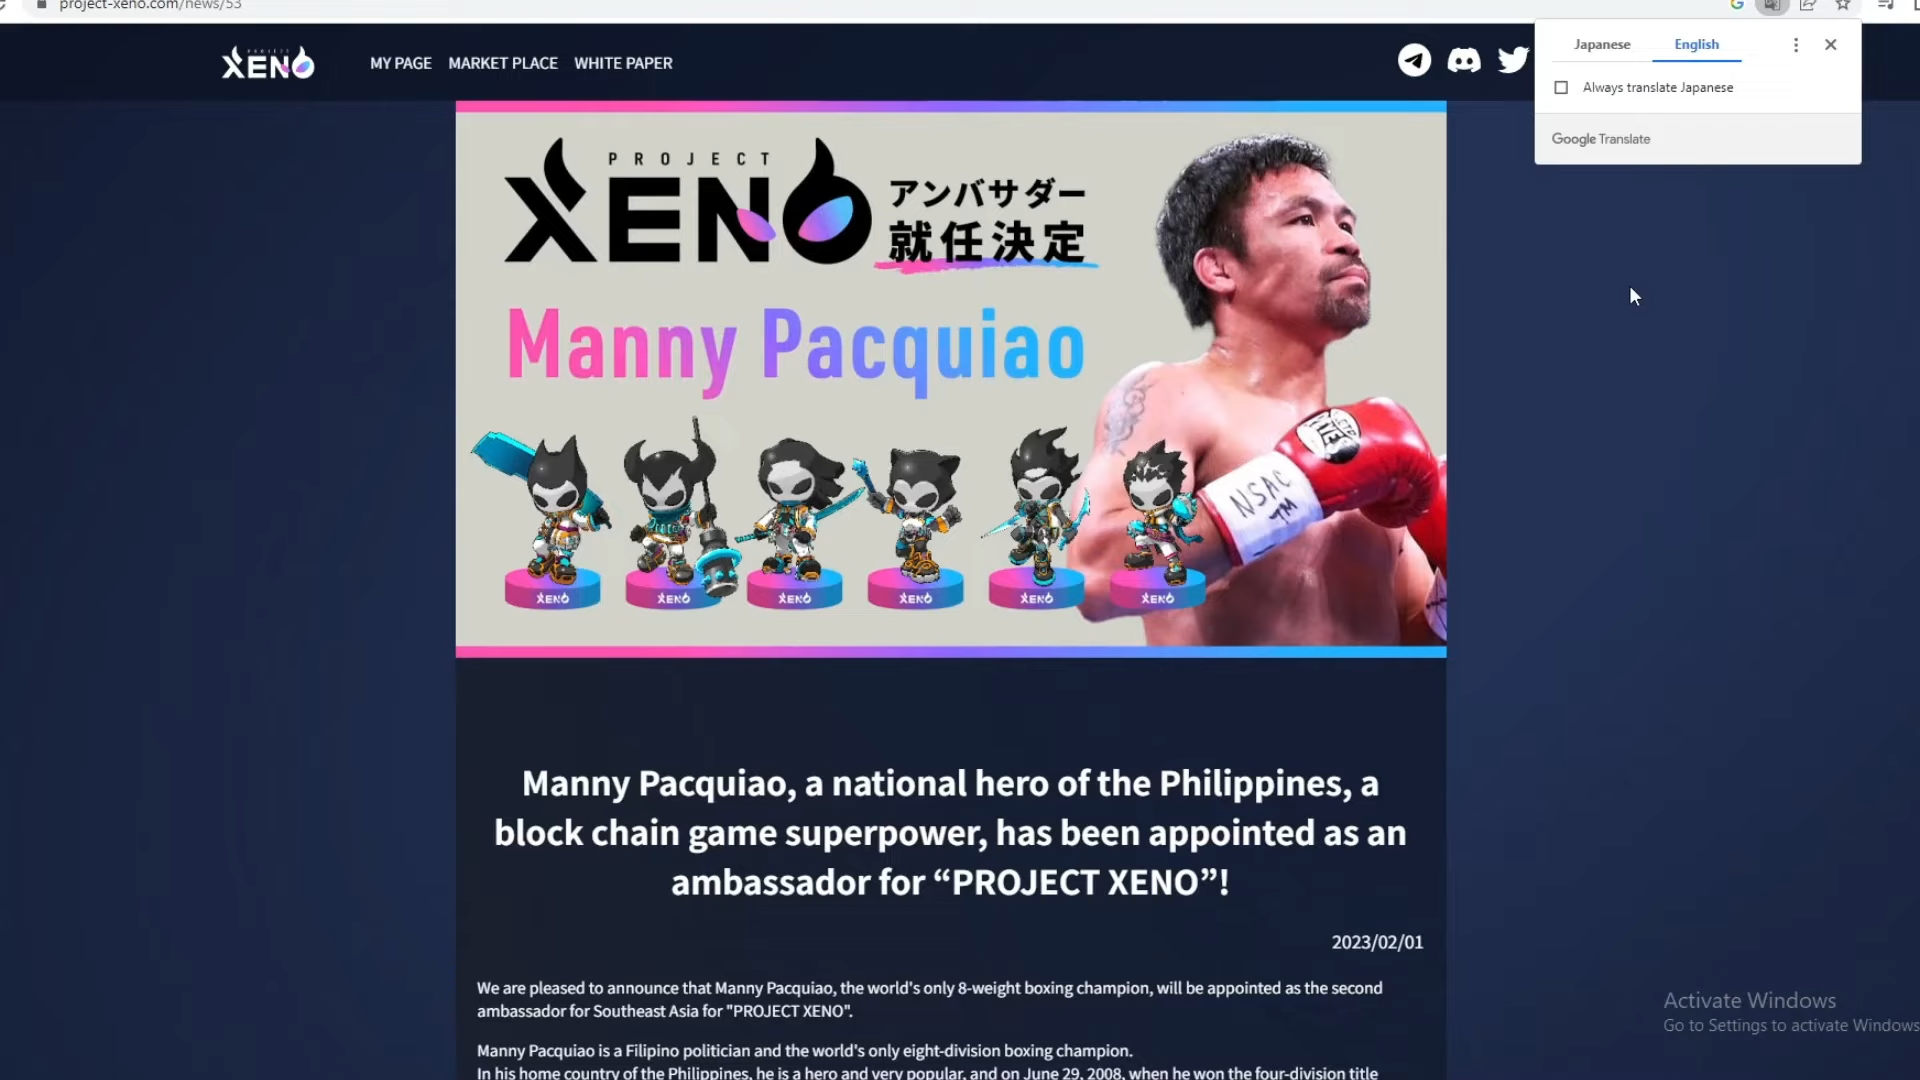 project-xeno.com/news/53
PROJECT
XENO
MY PAGE
MARKET PLACE
WHITE PAPER
Japanese
English
Always translate Japanese
Google Translate
PROJECT
XENO
アンバサダー
就任決定
Manny Pacquiao
NSAC
TM
XENO
XENO
XENO
XENO
XENO
XENO
Manny Pacquiao, a national hero of the Philippines, a
block chain game superpower, has been appointed as an
ambassador for “PROJECT XENO”!
2023/02/01
We are pleased to announce that Manny Pacquiao, the world's only 8-weight boxing champion, will be appointed as the second
ambassador for Southeast Asia for "PROJECT XENO".
Manny Pacquiao is a Filipino politician and the world's only eight-division boxing champion.
In his home country of the Philippines, he is a hero and very popular, and on June 29, 2008, when he won the four-division title
Activate Windows
Go to Settings to activate Windows